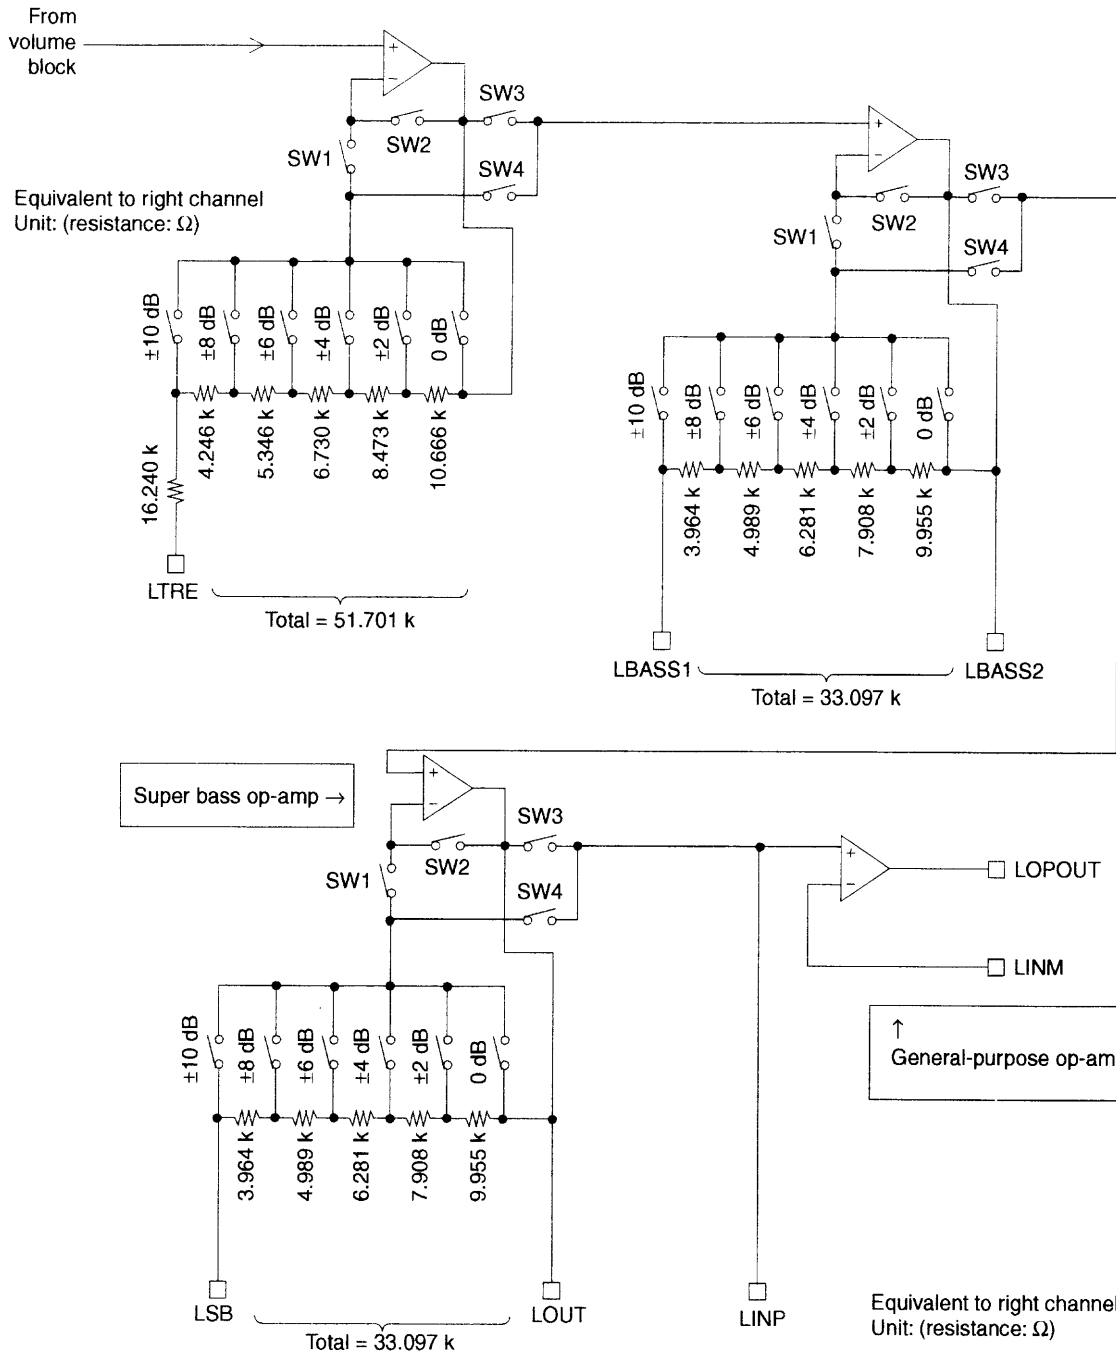 From
volume
block
+
−
SW3
SW2
SW1
SW4
Equivalent to right channel
Unit: (resistance: Ω)
+
−
SW3
SW2
SW1
SW4
±10 dB
±8 dB
±6 dB
±4 dB
±2 dB
0 dB
4.246 k
5.346 k
6.730 k
8.473 k
10.666 k
16.240 k
LTRE
Total = 51.701 k
±10 dB
±8 dB
±6 dB
±4 dB
±2 dB
0 dB
3.964 k
4.989 k
6.281 k
7.908 k
9.955 k
LBASS1
LBASS2
Total = 33.097 k
Super bass op-amp →
+
−
SW3
SW2
SW1
SW4
+
−
LOPOUT
LINM
↑
General-purpose op-am
±10 dB
±8 dB
±6 dB
±4 dB
±2 dB
0 dB
3.964 k
4.989 k
6.281 k
7.908 k
9.955 k
LSB
LOUT
LINP
Total = 33.097 k
Equivalent to right channel
Unit: (resistance: Ω)